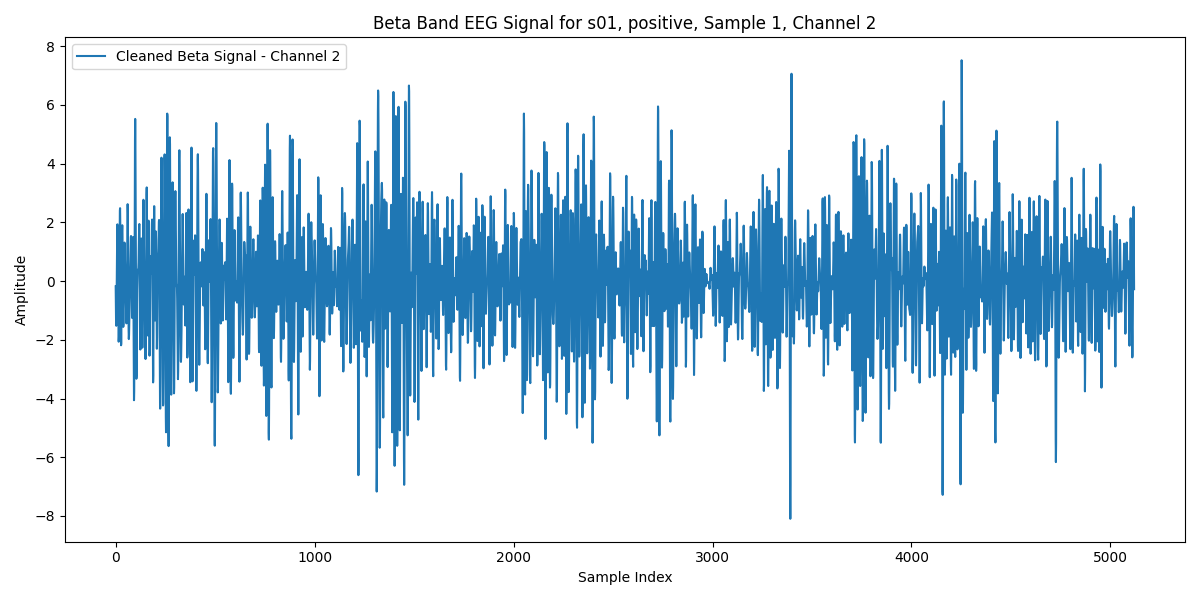 Beta Band EEG Signal for s01, positive, Sample 1, Channel 2
Cleaned Beta Signal - Channel 2
8
6
4
2
0
−2
−4
−6
−8
Amplitude
0 1000 2000 3000 4000 5000
Sample Index